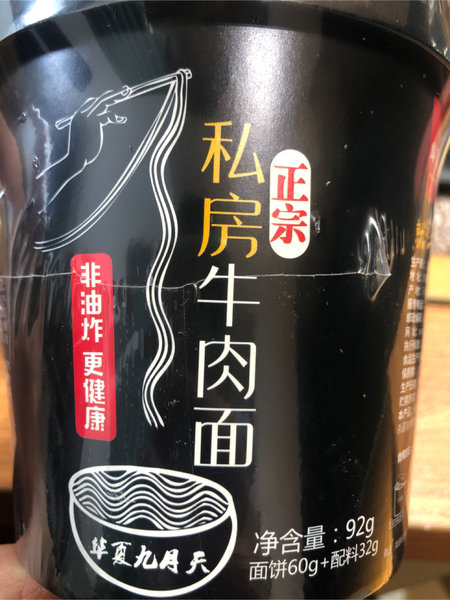 私房牛肉面
正宗
非油炸 更健康
华夏九月天
净含量：92g
面饼60g+配料32g